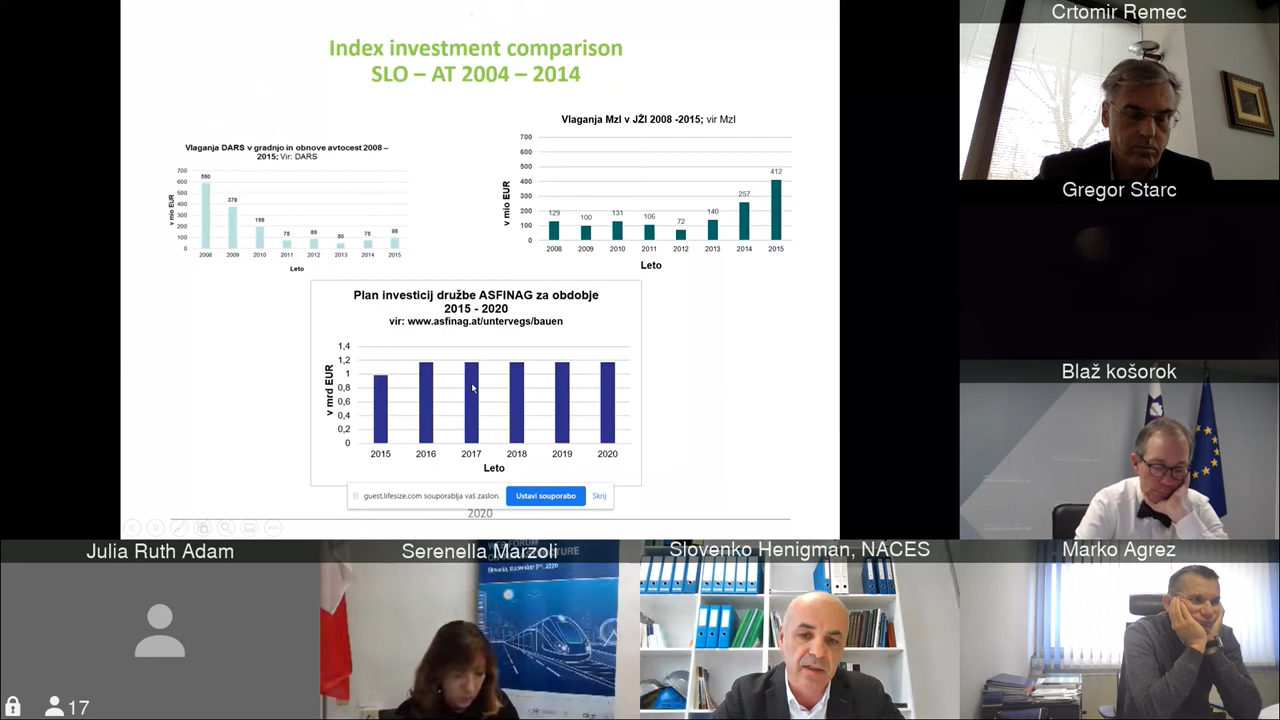 Index investment comparison
SLO – AT 2004 – 2014
Vlaganja DARS v gradnjo in obnove avtocest 2008 –
2015; Vir: DARS
v mio EUR
700
600
500
400
300
200
100
0
590
378
198
75
89
50
75
98
2008 2009 2010 2011 2012 2013 2014 2015
Leto
Vlaganja MzI v JŽI 2008 -2015; vir MzI
v mio EUR
700
600
500
400
300
200
100
0
129
100
131
106
72
140
257
412
2008 2009 2010 2011 2012 2013 2014 2015
Leto
Plan investicij družbe ASFINAG za obdobje
2015 - 2020
vir: www.asfinag.at/untervegs/bauen
v mrd EUR
1,4
1,2
1
0,8
0,6
0,4
0,2
0
2015 2016 2017 2018 2019 2020
Leto
guest.lifesize.com souporablja vaš zaslon.
Ustavi souporabo
Skrij
2020
Crtomir Remec
Gregor Starc
Blaž košorok
Julia Ruth Adam
17
Serenella Marzoli
Slovenko Henigman, NACES
Marko Agrez